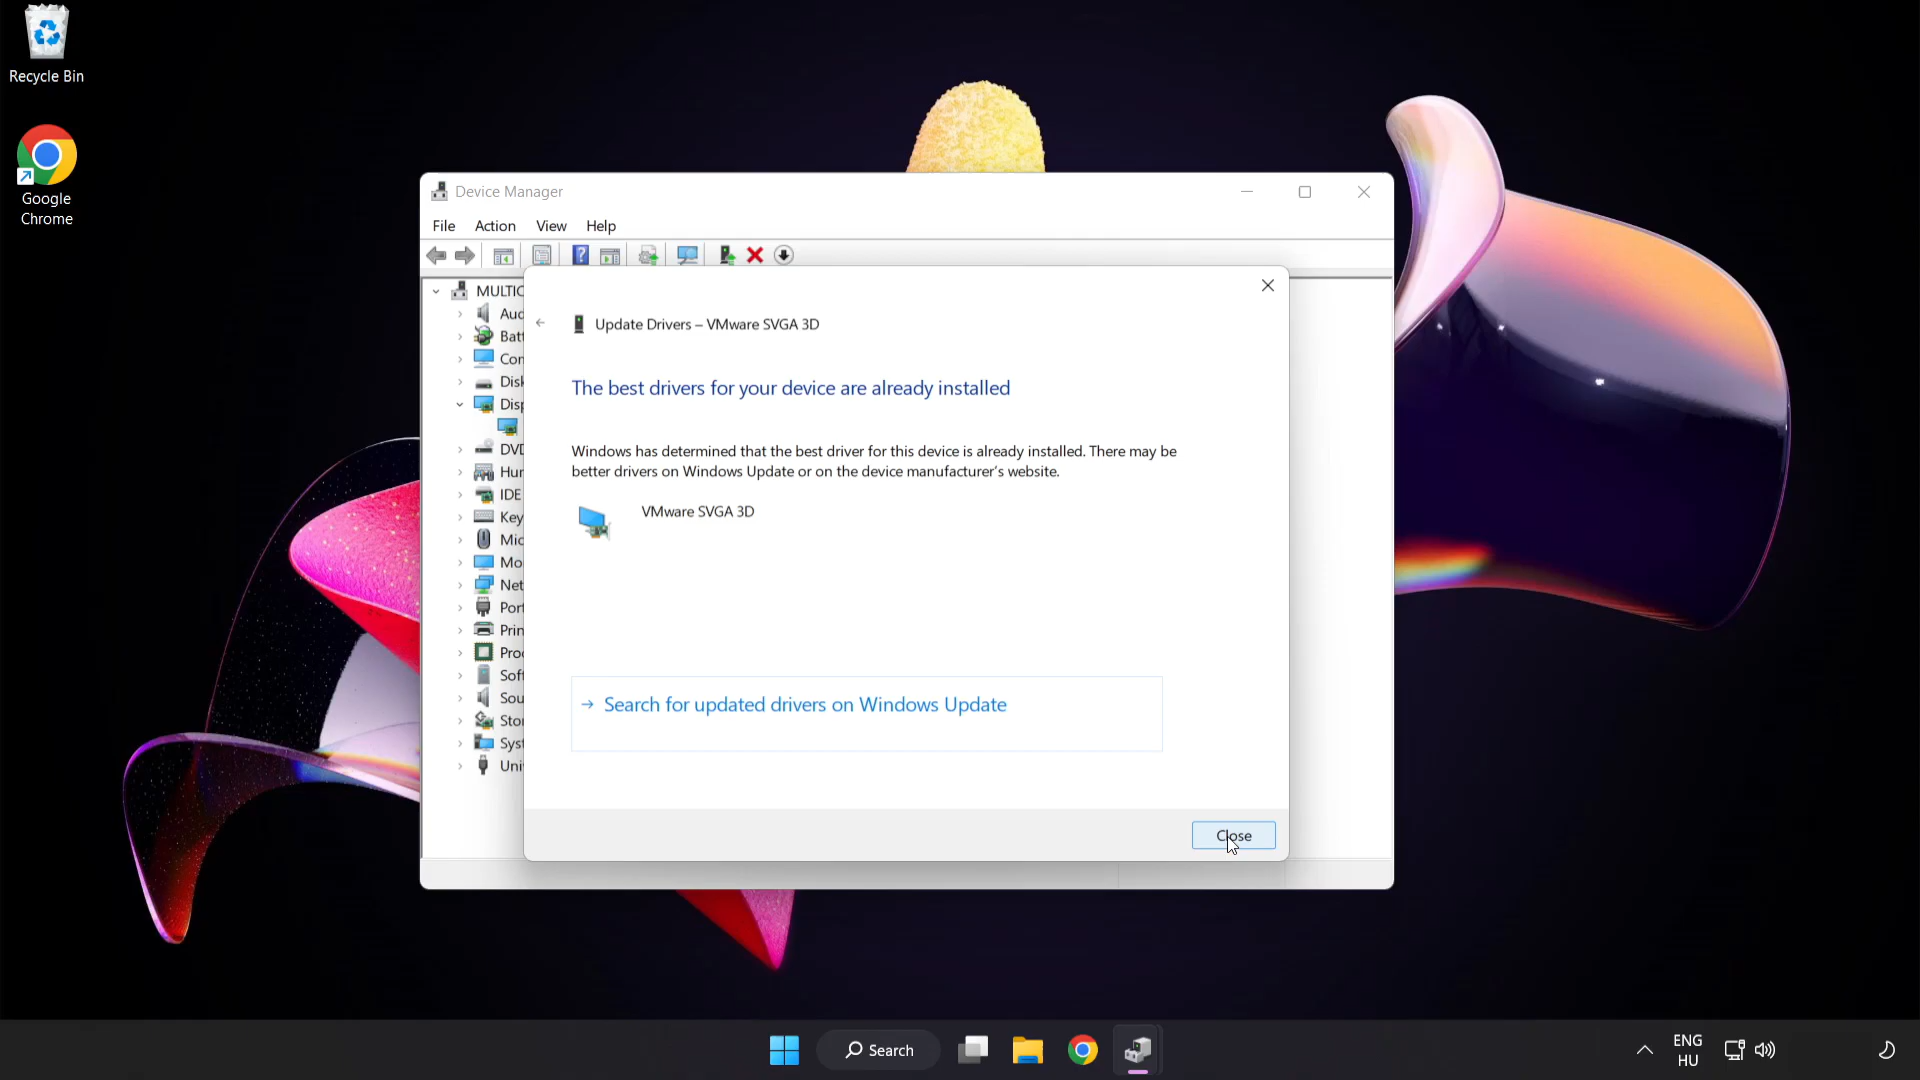 Recycle Bin
Google
Chrome
Device Manager
File Action View Help
MULTIC
Aud
Batt
Con
Disk
Disp
DVD
Hur
IDE
Key
Mic
Mo
Net
Port
Prin
Proc
Soft
Sou
Stor
Syst
Uni
Update Drivers – VMware SVGA 3D
The best drivers for your device are already installed
Windows has determined that the best driver for this device is already installed. There may be
better drivers on Windows Update or on the device manufacturer's website.
VMware SVGA 3D
Search for updated drivers on Windows Update
Close
Search
ENG
HU